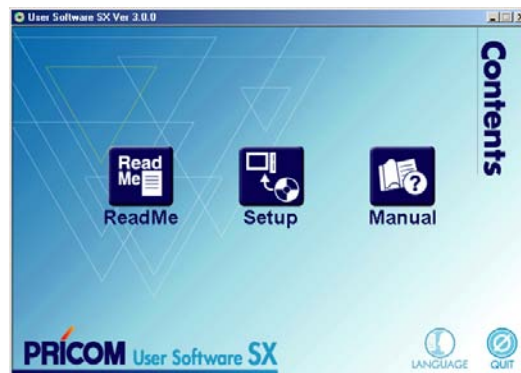 User Software SX Ver 3.0.0
Contents
Read
Me
ReadMe
Setup
Manual
PRICOM User Software SX
LANGUAGE
QUIT